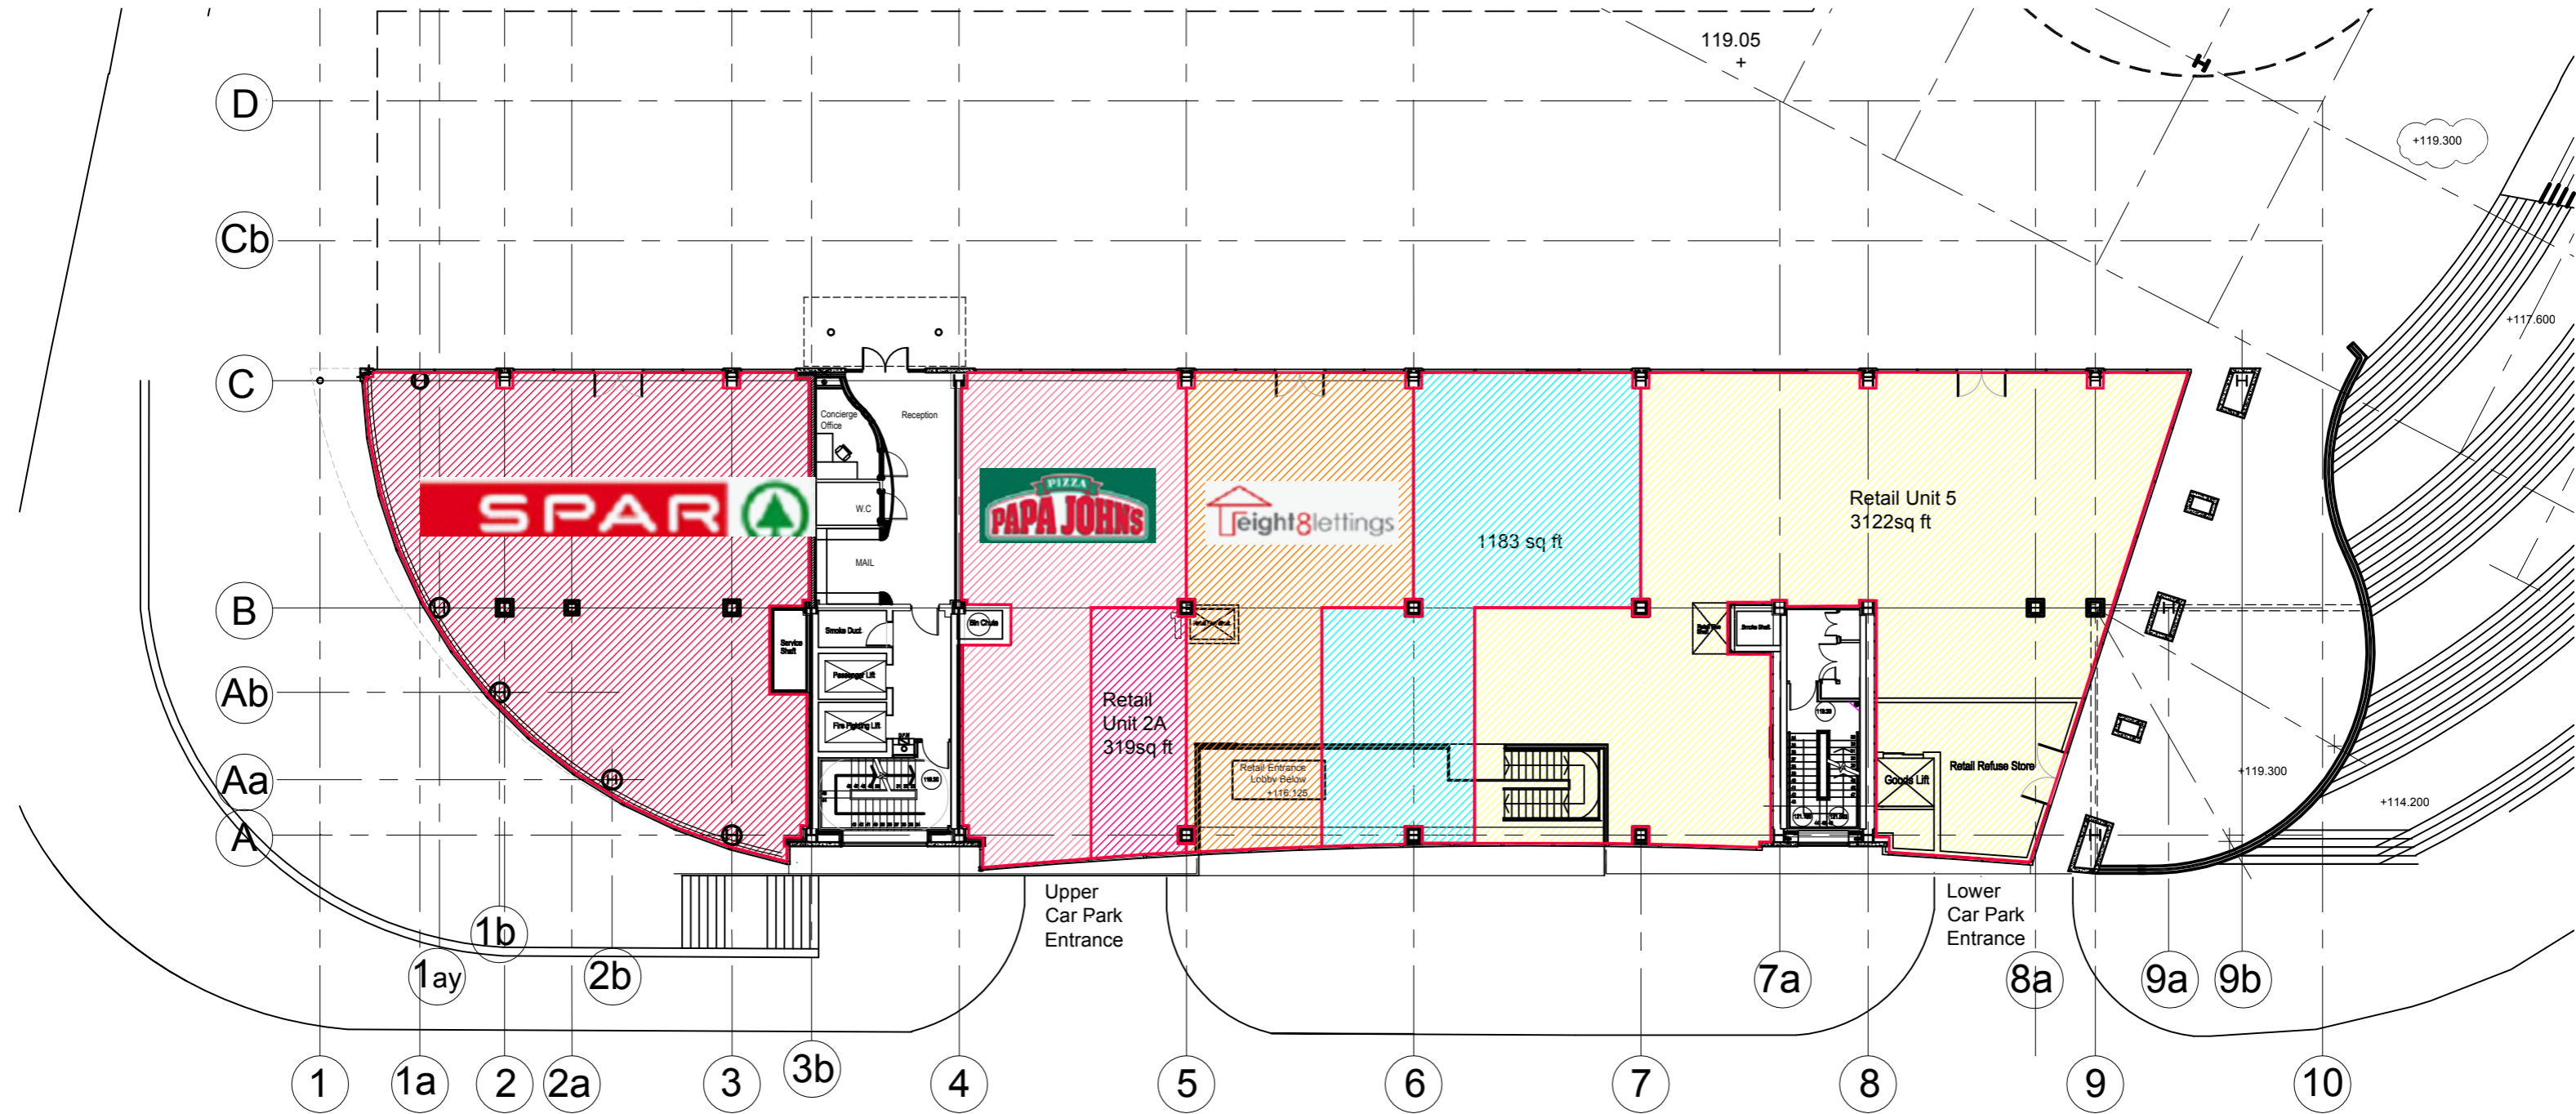 119.05
+
D
+119.300
Cb
+117.600
C
Concierge
Office
Reception
SPAR
W.C
MAIL
PIZZA
PAPA JOHNS
eight8lettings
1183 sq ft
Retail Unit 5
3122sq ft
B
Smoke Duct
Bin Chute
Service
Shaft
Smoke Shaft
Passenger Lift
Ab
Retail
Unit 2A
319sq ft
Fire Fighting Lift
Aa
Retail Entrance
Lobby Below
+116.125
Goods Lift
Retail Refuse Store
+119.300
+114.200
A
Upper
Car Park
Entrance
Lower
Car Park
Entrance
1b
1ay
2b
7a
8a
9a
9b
1
1a
2
2a
3
3b
4
5
6
7
8
9
10